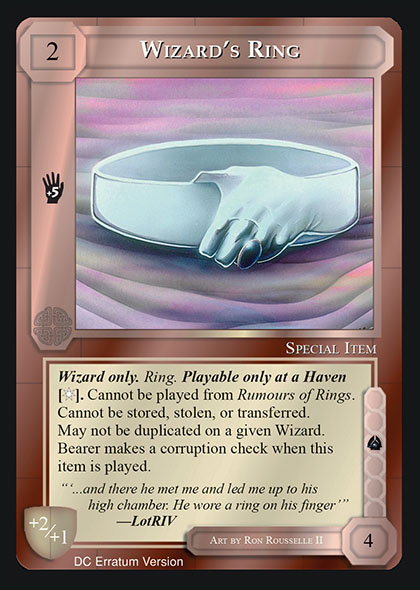 2
WIZARD'S RING
+5
SPECIAL ITEM
Wizard only. Ring. Playable only at a Haven
[ ]. Cannot be played from Rumours of Rings.
Cannot be stored, stolen, or transferred.
May not be duplicated on a given Wizard.
Bearer makes a corruption check when this
item is played.
“‘...and there he met me and led me up to his
high chamber. He wore a ring on his finger’”
—LotRIV
+2/+1
ART BY RON ROUSSELLE II
4
DC Erratum Version